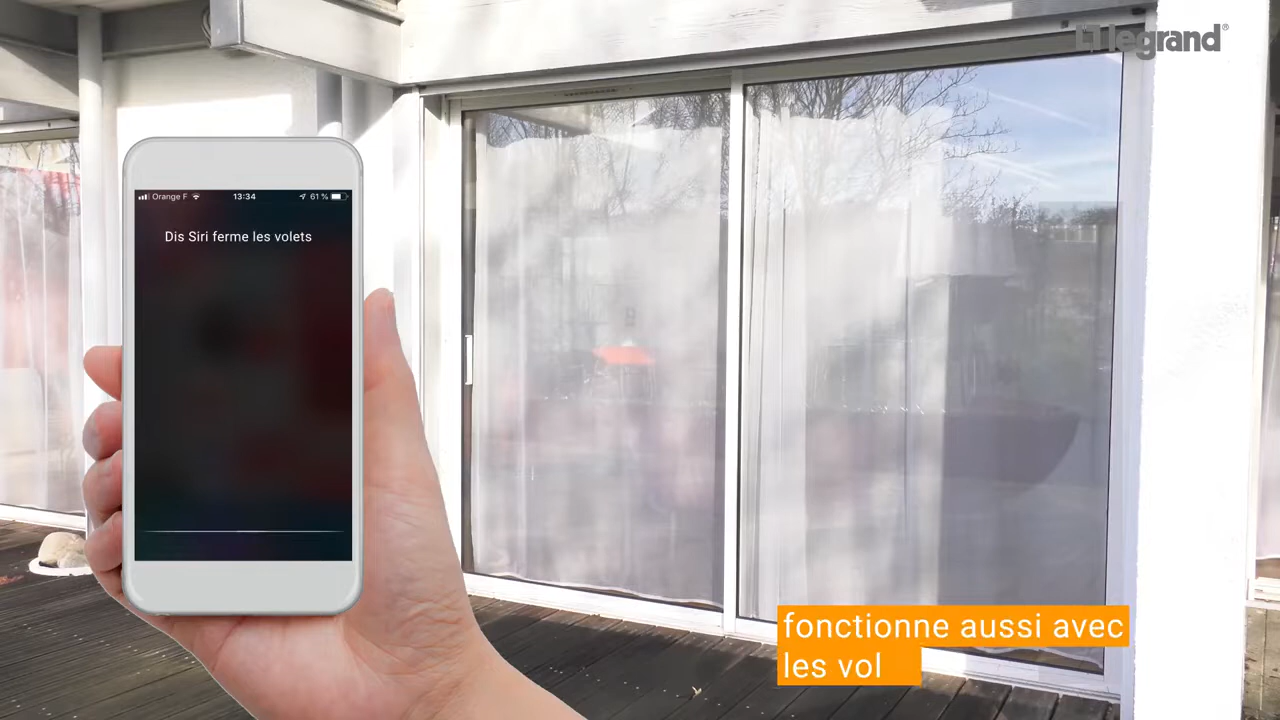 legrand®
Orange F 13:34 61 %
Dis Siri ferme les volets
fonctionne aussi avec
les vol